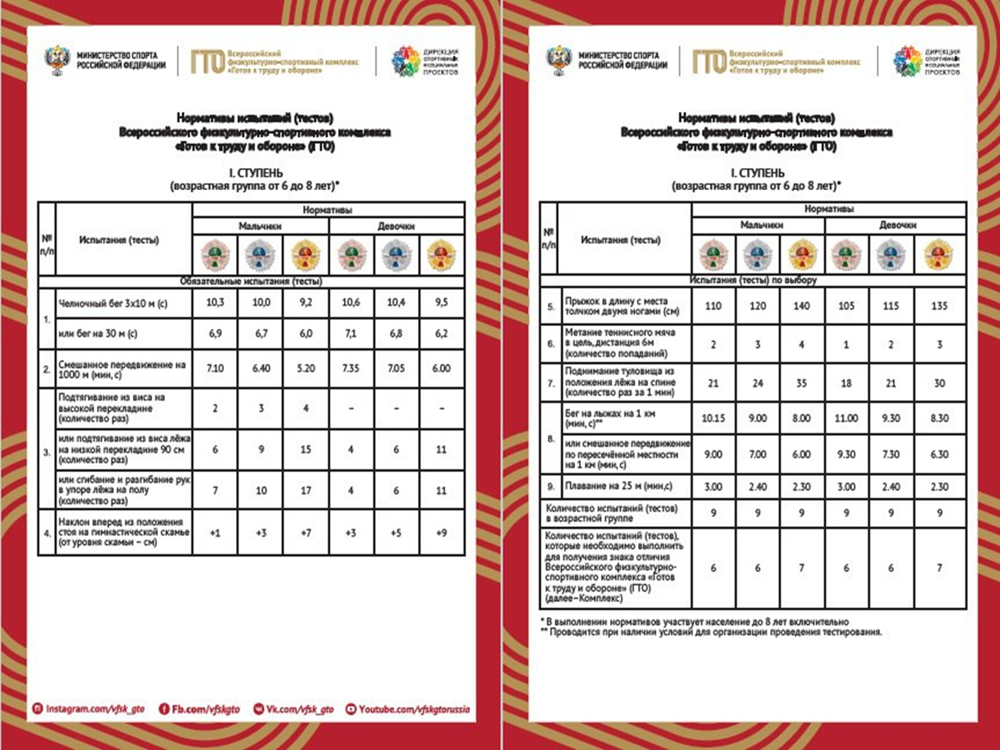 МИНИСТЕРСТВО СПОРТА
РОССИЙСКОЙ ФЕДЕРАЦИИ
ГТО
Всероссийский
физкультурно-спортивный комплекс
«Готов к труду и обороне»
ДИРЕКЦИЯ
СПОРТИВНЫХ
И СОЦИАЛЬНЫХ
ПРОЕКТОВ
Нормативы испытаний (тестов)
Всероссийского физкультурно-спортивного комплекса
«Готов к труду и обороне» (ГТО)
I. СТУПЕНЬ
(возрастная группа от 6 до 8 лет)*
№
п/п
Испытания (тесты)
Нормативы
Мальчики Девочки
Обязательные испытания (тесты)
1.
Челночный бег 3х10 м (с) 10,3 10,0 9,2 10,6 10,4 9,5
или бег на 30 м (с) 6,9 6,7 6,0 7,1 6,8 6,2
2.
Смешанное передвижение на
1000 м (мин, с) 7.10 6.40 5.20 7.35 7.05 6.00
3.
Подтягивание из виса на
высокой перекладине
(количество раз) 2 3 4 – – –
или подтягивание из виса лёжа
на низкой перекладине 90 см
(количество раз) 6 9 15 4 6 11
или сгибание и разгибание рук
в упоре лёжа на полу
(количество раз) 7 10 17 4 6 11
4.
Наклон вперед из положения
стоя на гимнастической скамье
(от уровня скамьи – см) +1 +3 +7 +3 +5 +9
Instagram.com/vfsk_gto Fb.com/vfskgto Vk.com/vfsk_gto Youtube.com/vfskgtorussia
МИНИСТЕРСТВО СПОРТА
РОССИЙСКОЙ ФЕДЕРАЦИИ
ГТО
Всероссийский
физкультурно-спортивный комплекс
«Готов к труду и обороне»
ДИРЕКЦИЯ
СПОРТИВНЫХ
И СОЦИАЛЬНЫХ
ПРОЕКТОВ
Нормативы испытаний (тестов)
Всероссийского физкультурно-спортивного комплекса
«Готов к труду и обороне» (ГТО)
I. СТУПЕНЬ
(возрастная группа от 6 до 8 лет)*
№
п/п
Испытания (тесты)
Нормативы
Мальчики Девочки
Испытания (тесты) по выбору
5.
Прыжок в длину с места
толчком двумя ногами (см) 110 120 140 105 115 135
6.
Метание теннисного мяча
в цель, дистанция 6м
(количество попаданий) 2 3 4 1 2 3
7.
Поднимание туловища из
положения лёжа на спине
(количество раз за 1 мин) 21 24 35 18 21 30
8.
Бег на лыжах на 1 км
(мин, с)** 10.15 9.00 8.00 11.00 9.30 8.30
или смешанное передвижение
по пересечённой местности
на 1 км (мин, с) 9.00 7.00 6.00 9.30 7.30 6.30
9. Плавание на 25 м (мин,с) 3.00 2.40 2.30 3.00 2.40 2.30
Количество испытаний (тестов)
в возрастной группе 9 9 9 9 9 9
Количество испытаний (тестов),
которые необходимо выполнить
для получения знака отличия
Всероссийского физкультурно-
спортивного комплекса «Готов
к труду и обороне» (ГТО)
(далее–Комплекс) 6 6 7 6 6 7
* В выполнении нормативов участвует население до 8 лет включительно
** Проводится при наличии условий для организации проведения тестирования.